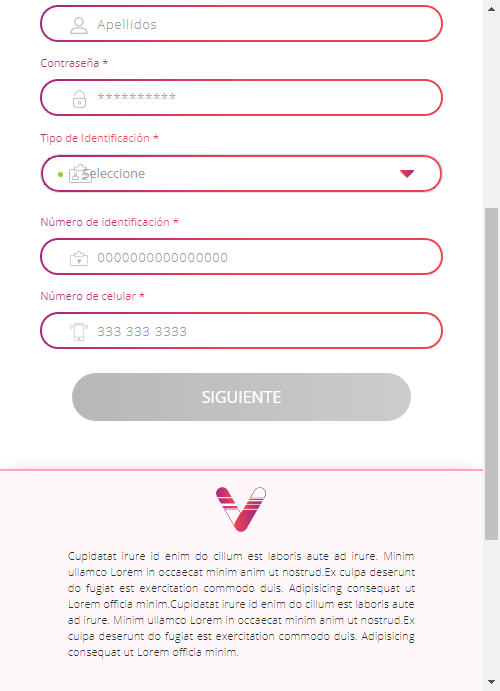 Apellidos
Contraseña *
**********
Tipo de Identificación *
Seleccione
Número de identificación *
0000000000000000
Número de celular *
333 333 3333
SIGUIENTE
Cupidatat irure id enim do cillum est laboris aute ad irure. Minim
ullamco Lorem in occaecat minim anim ut nostrud.Ex culpa deserunt
do fugiat est exercitation commodo duis. Adipisicing consequat ut
Lorem officia minim.Cupidatat irure id enim do cillum est laboris aute
ad irure. Minim ullamco Lorem in occaecat minim anim ut nostrud.Ex
culpa deserunt do fugiat est exercitation commodo duis. Adipisicing
consequat ut Lorem officia minim.